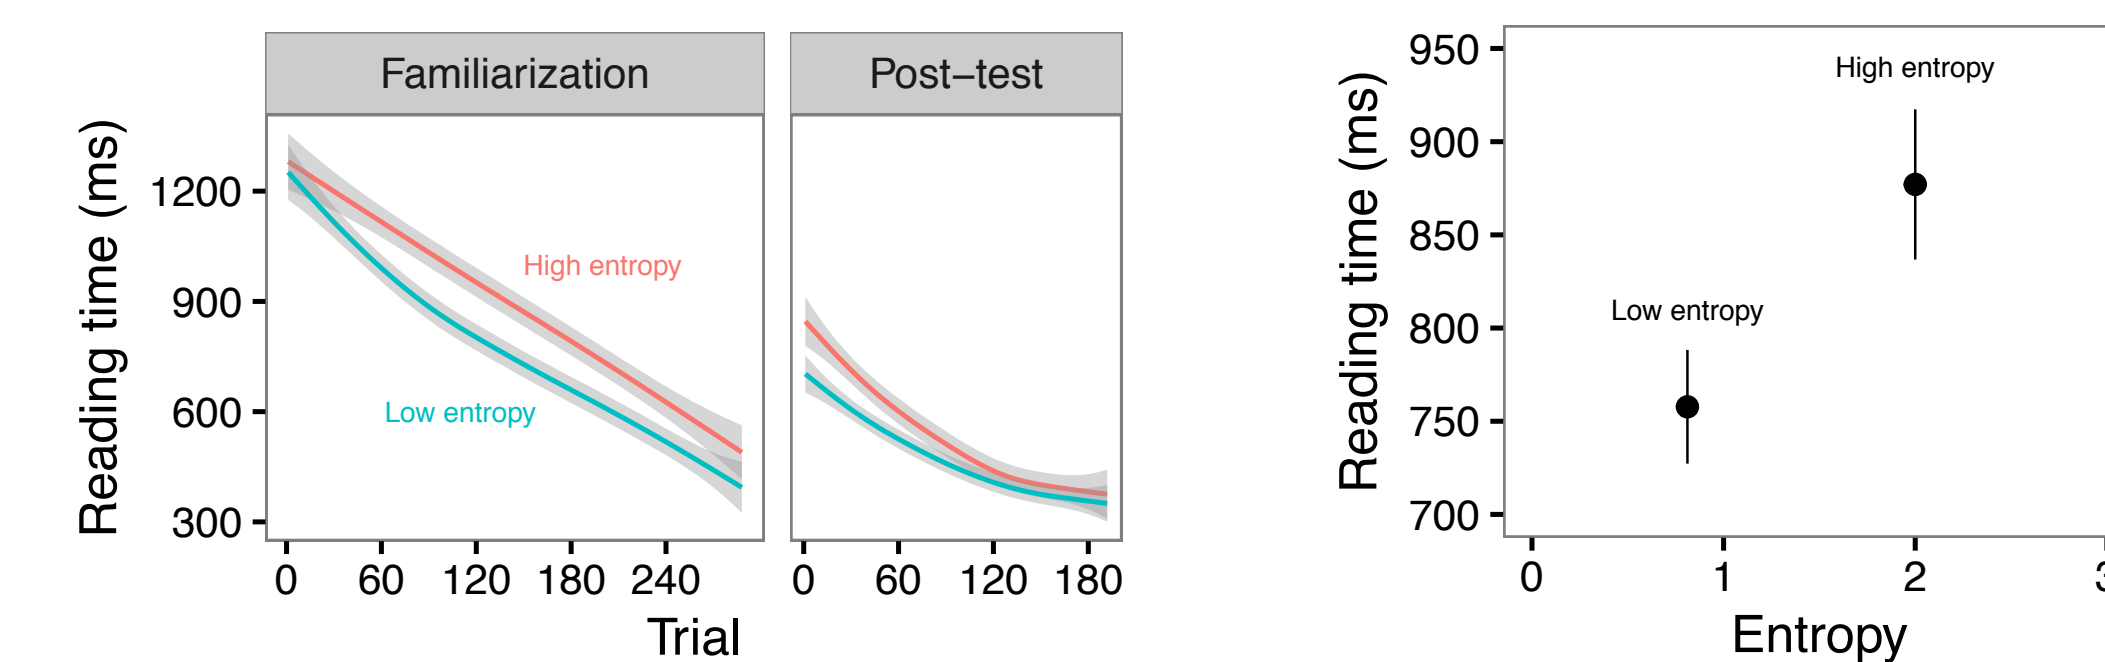 Familiarization
Post−test
Reading time (ms)
1200
900
600
300
High entropy
Low entropy
0 60 120 180 240
0 60 120 180
Trial
Reading time (ms)
950
900
850
800
750
700
High entropy
Low entropy
0 1 2 3
Entropy